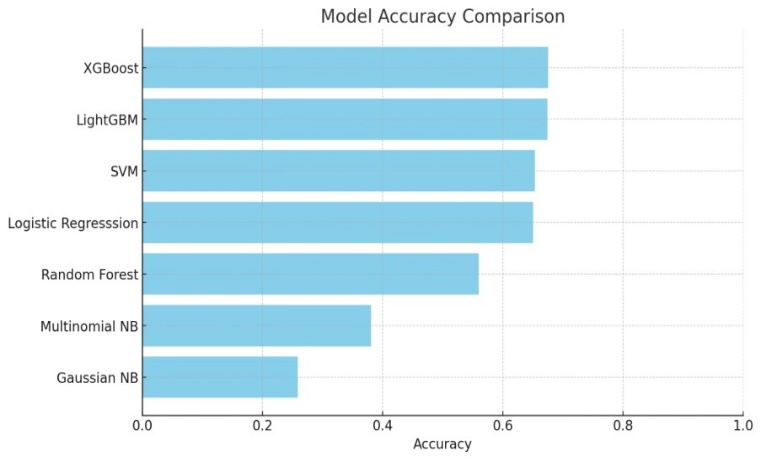 Model Accuracy Comparison
XGBoost
LightGBM
SVM
Logistic Regresssion
Random Forest
Multinomial NB
Gaussian NB
0.0 0.2 0.4 0.6 0.8 1.0
Accuracy